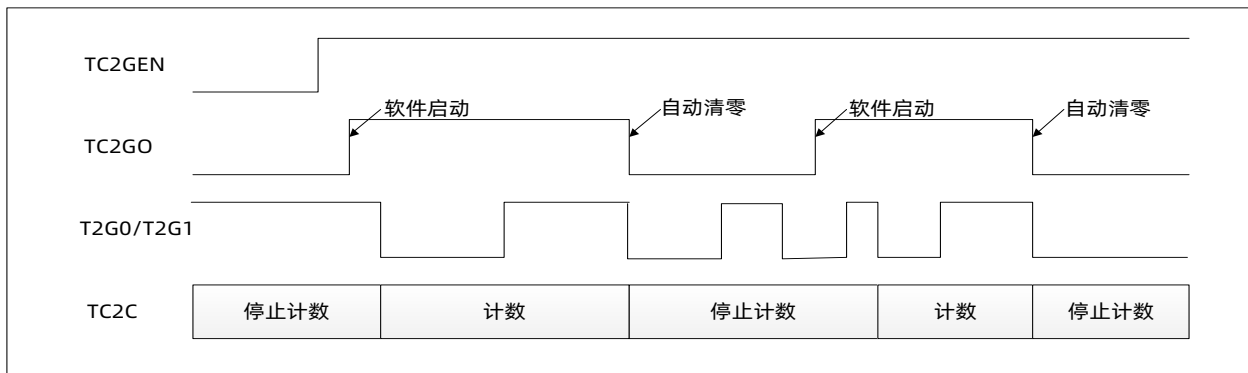 TC2GEN
软件启动 自动清零 软件启动 自动清零
TC2GO
T2G0/T2G1
TC2C 停止计数 计数 停止计数 计数 停止计数